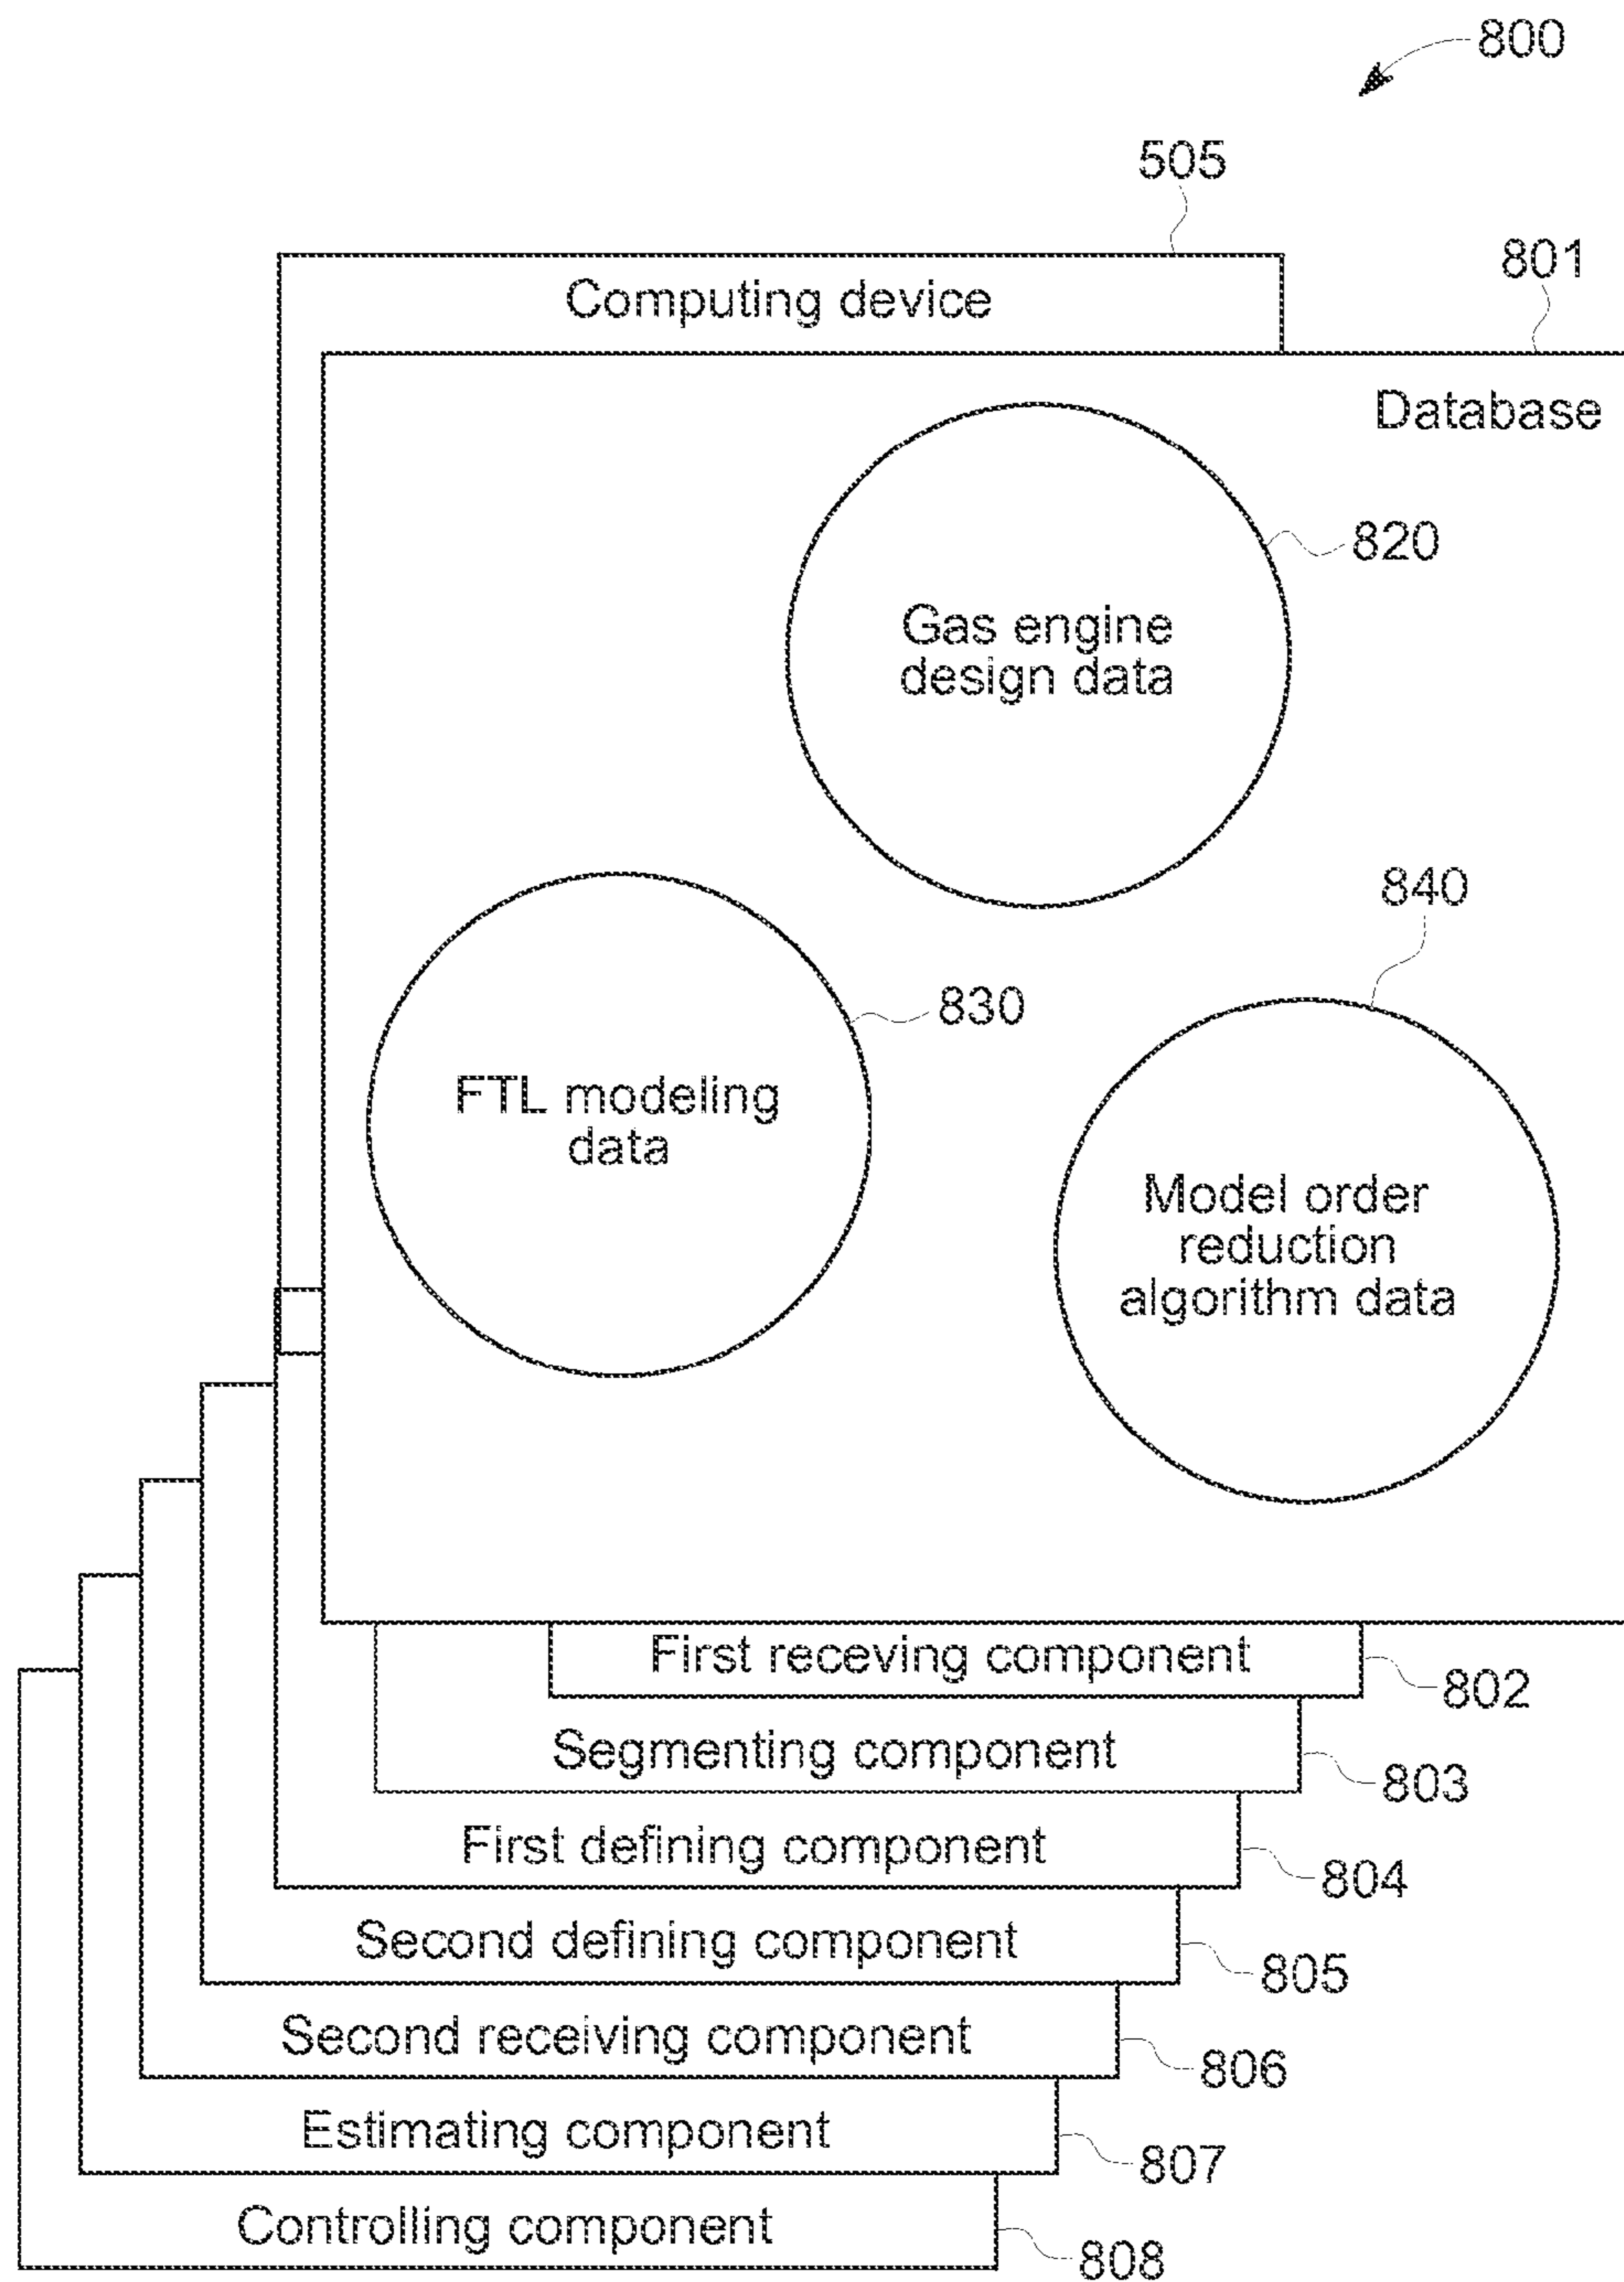 800
505
Computing device
801
Database
820
Gas engine
design data
840
830
FTL modeling
data
Model order
reduction
algorithm data
First receving component
802
Segmenting component
803
First defining component
804
Second defining component
805
Second receiving component
806
Estimating component
807
Controlling component
808